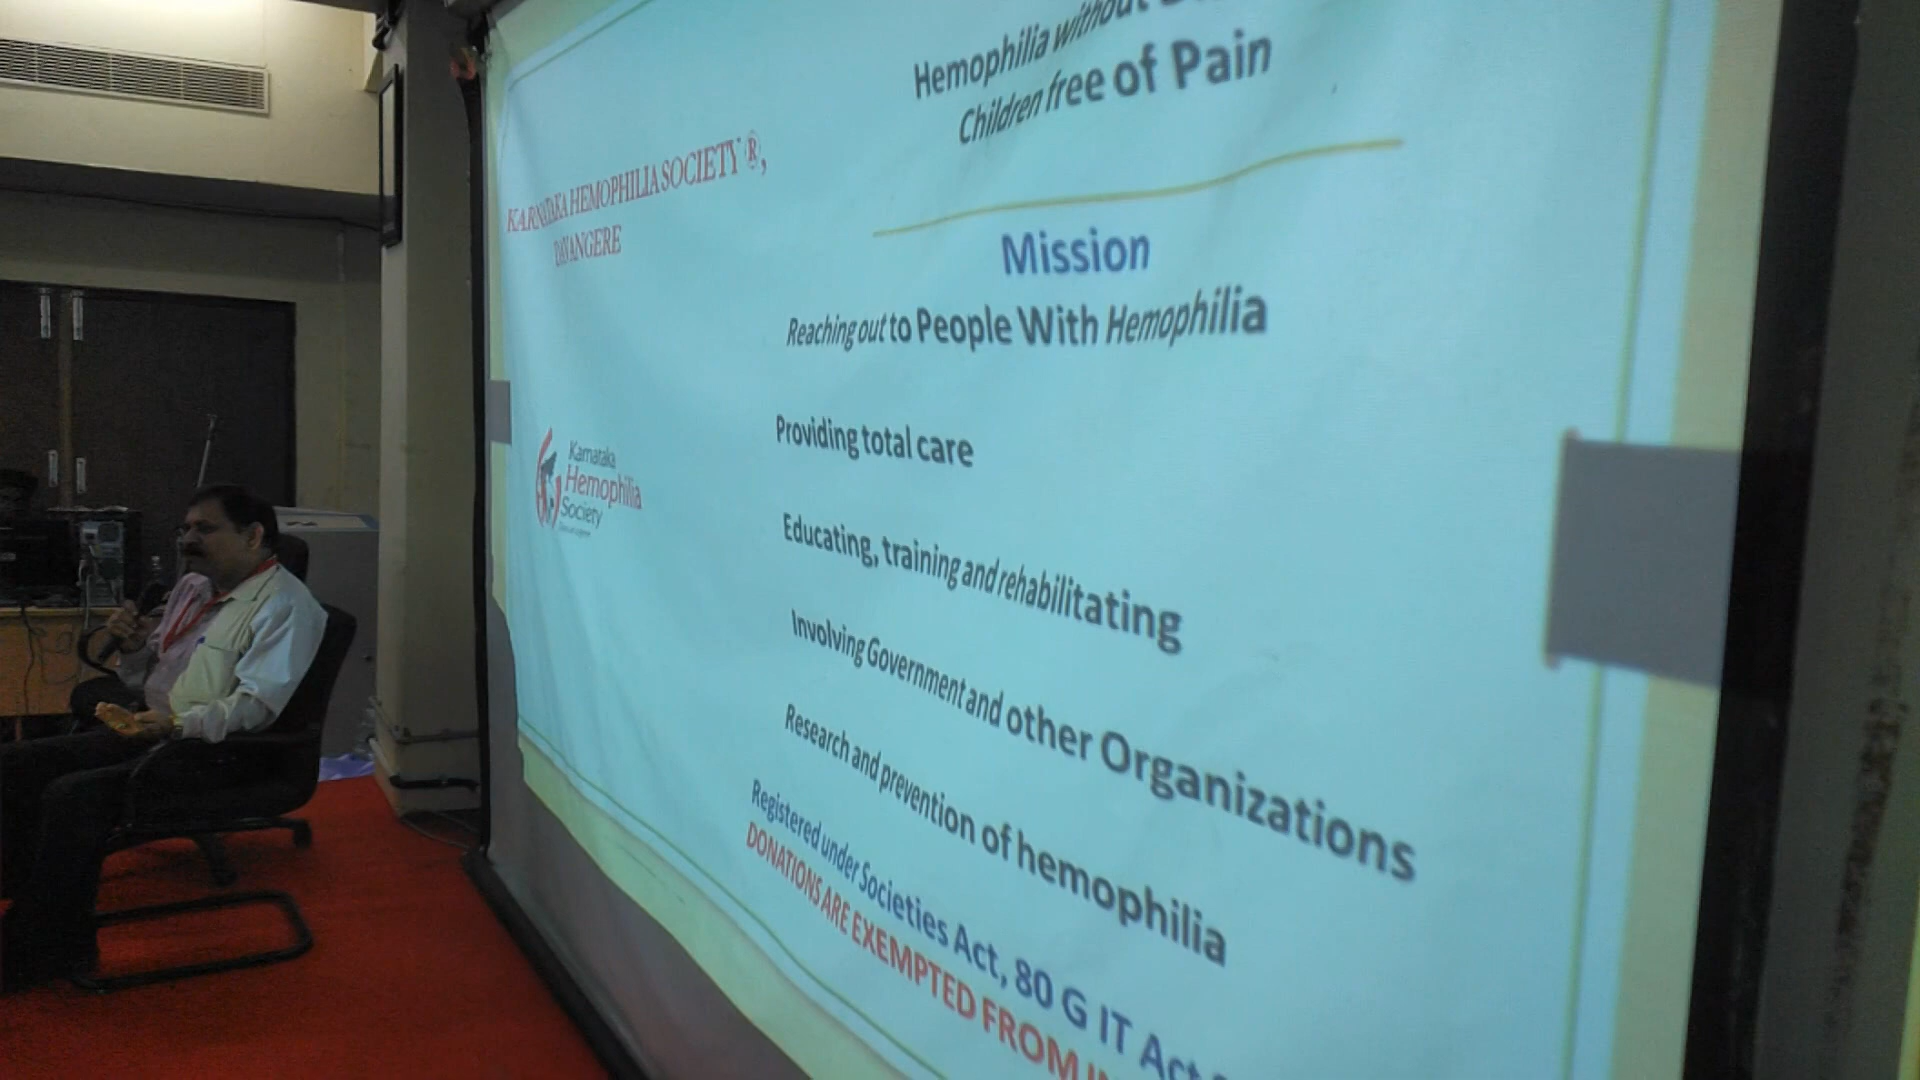 Hemophilia without
Children free of Pain
KARNATAKA HEMOPHILIA SOCIETY ®,
DAVANGERE
Mission
Reaching out to People With Hemophilia
Providing total care
Karnataka
Hemophilia
Society
Educating, training and rehabilitating
Involving Government and other Organizations
Research and prevention of hemophilia
Registered under Societies Act, 80 G IT Act
DONATIONS ARE EXEMPTED FROM